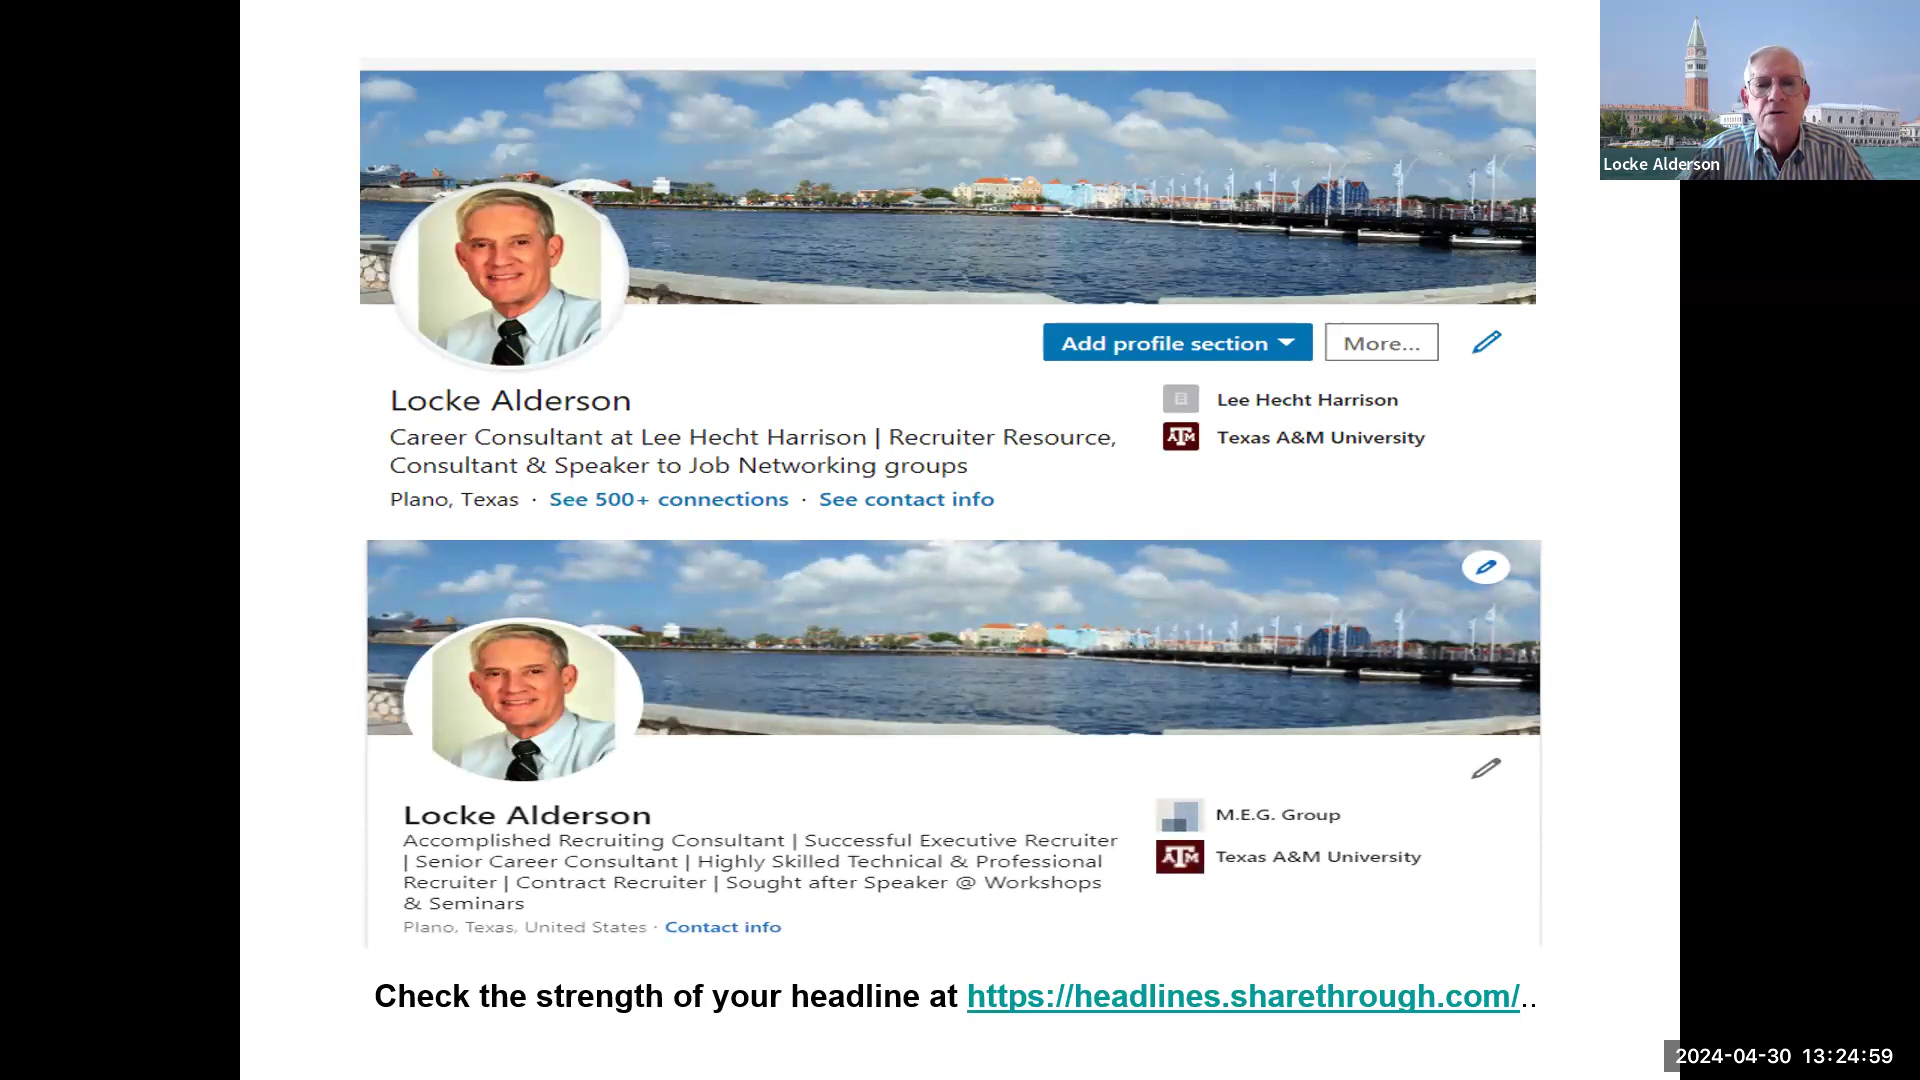 Locke Alderson
Add profile section
More...
Locke Alderson
Career Consultant at Lee Hecht Harrison | Recruiter Resource,
Consultant & Speaker to Job Networking groups
Plano, Texas · See 500+ connections · See contact info
Lee Hecht Harrison
ATM Texas A&M University
Locke Alderson
Accomplished Recruiting Consultant | Successful Executive Recruiter
| Senior Career Consultant | Highly Skilled Technical & Professional
Recruiter | Contract Recruiter | Sought after Speaker @ Workshops
& Seminars
Plano, Texas, United States · Contact info
M.E.G. Group
ATM Texas A&M University
Check the strength of your headline at https://headlines.sharethrough.com/..
2024-04-30 13:24:59